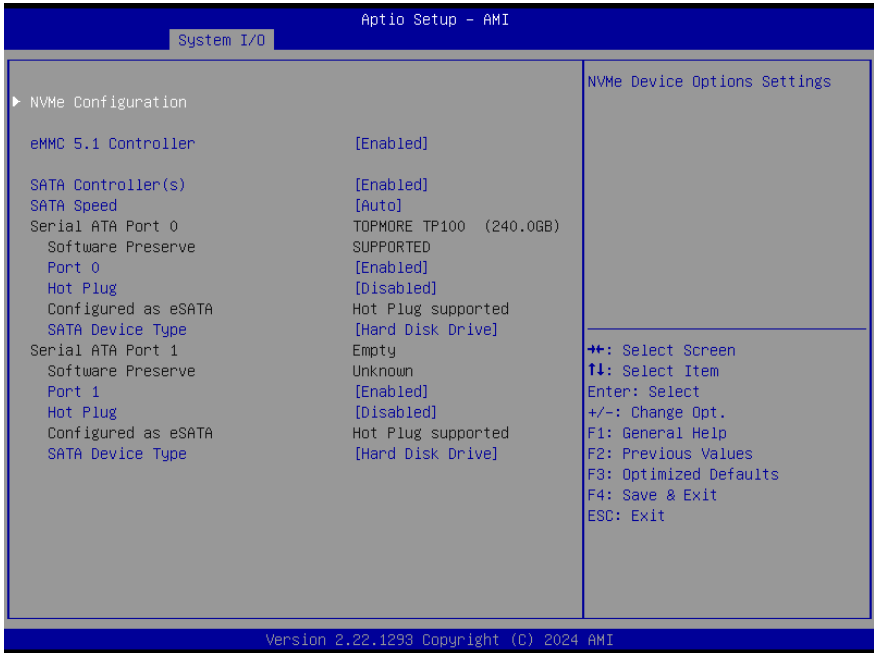 Aptio Setup – AMI
System I/O
NVMe Configuration
eMMC 5.1 Controller [Enabled]
SATA Controller(s) [Enabled]
SATA Speed [Auto]
Serial ATA Port 0 TOPMORE TP100 (240.0GB)
Software Preserve SUPPORTED
Port 0 [Enabled]
Hot Plug [Disabled]
Configured as eSATA Hot Plug supported
SATA Device Type [Hard Disk Drive]
Serial ATA Port 1 Empty
Software Preserve Unknown
Port 1 [Enabled]
Hot Plug [Disabled]
Configured as eSATA Hot Plug supported
SATA Device Type [Hard Disk Drive]
NVMe Device Options Settings
→←: Select Screen
↑↓: Select Item
Enter: Select
+/-: Change Opt.
F1: General Help
F2: Previous Values
F3: Optimized Defaults
F4: Save & Exit
ESC: Exit
Version 2.22.1293 Copyright (C) 2024 AMI